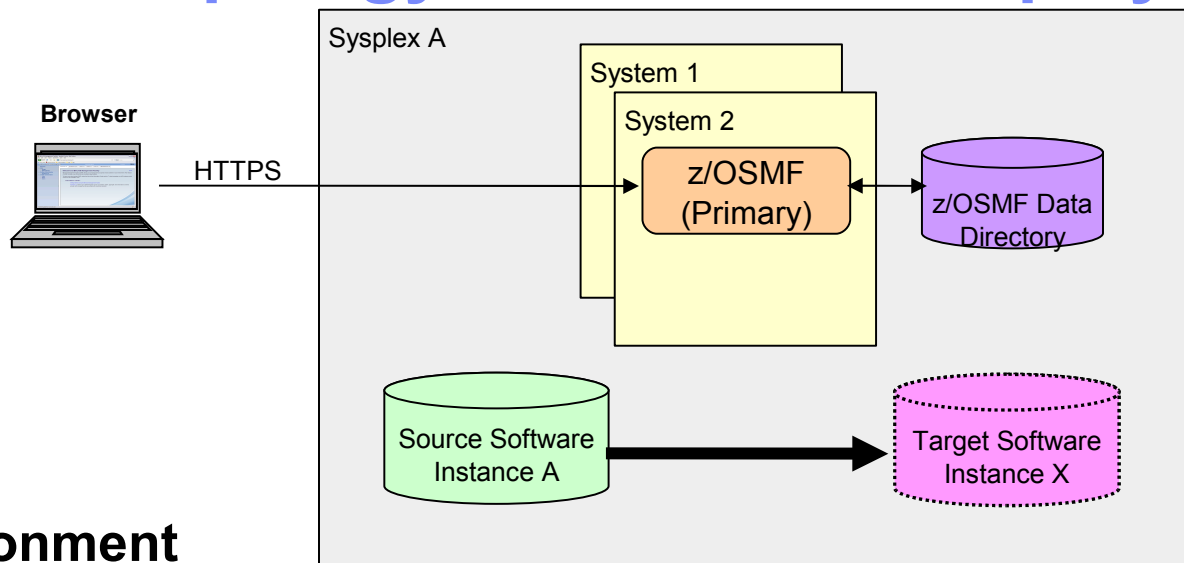 Sysplex A
System 1
Browser
System 2
HTTPS
z/OSMF
(Primary)
z/OSMF Data
Directory
Source Software
Instance A
Target Software
Instance X
onment